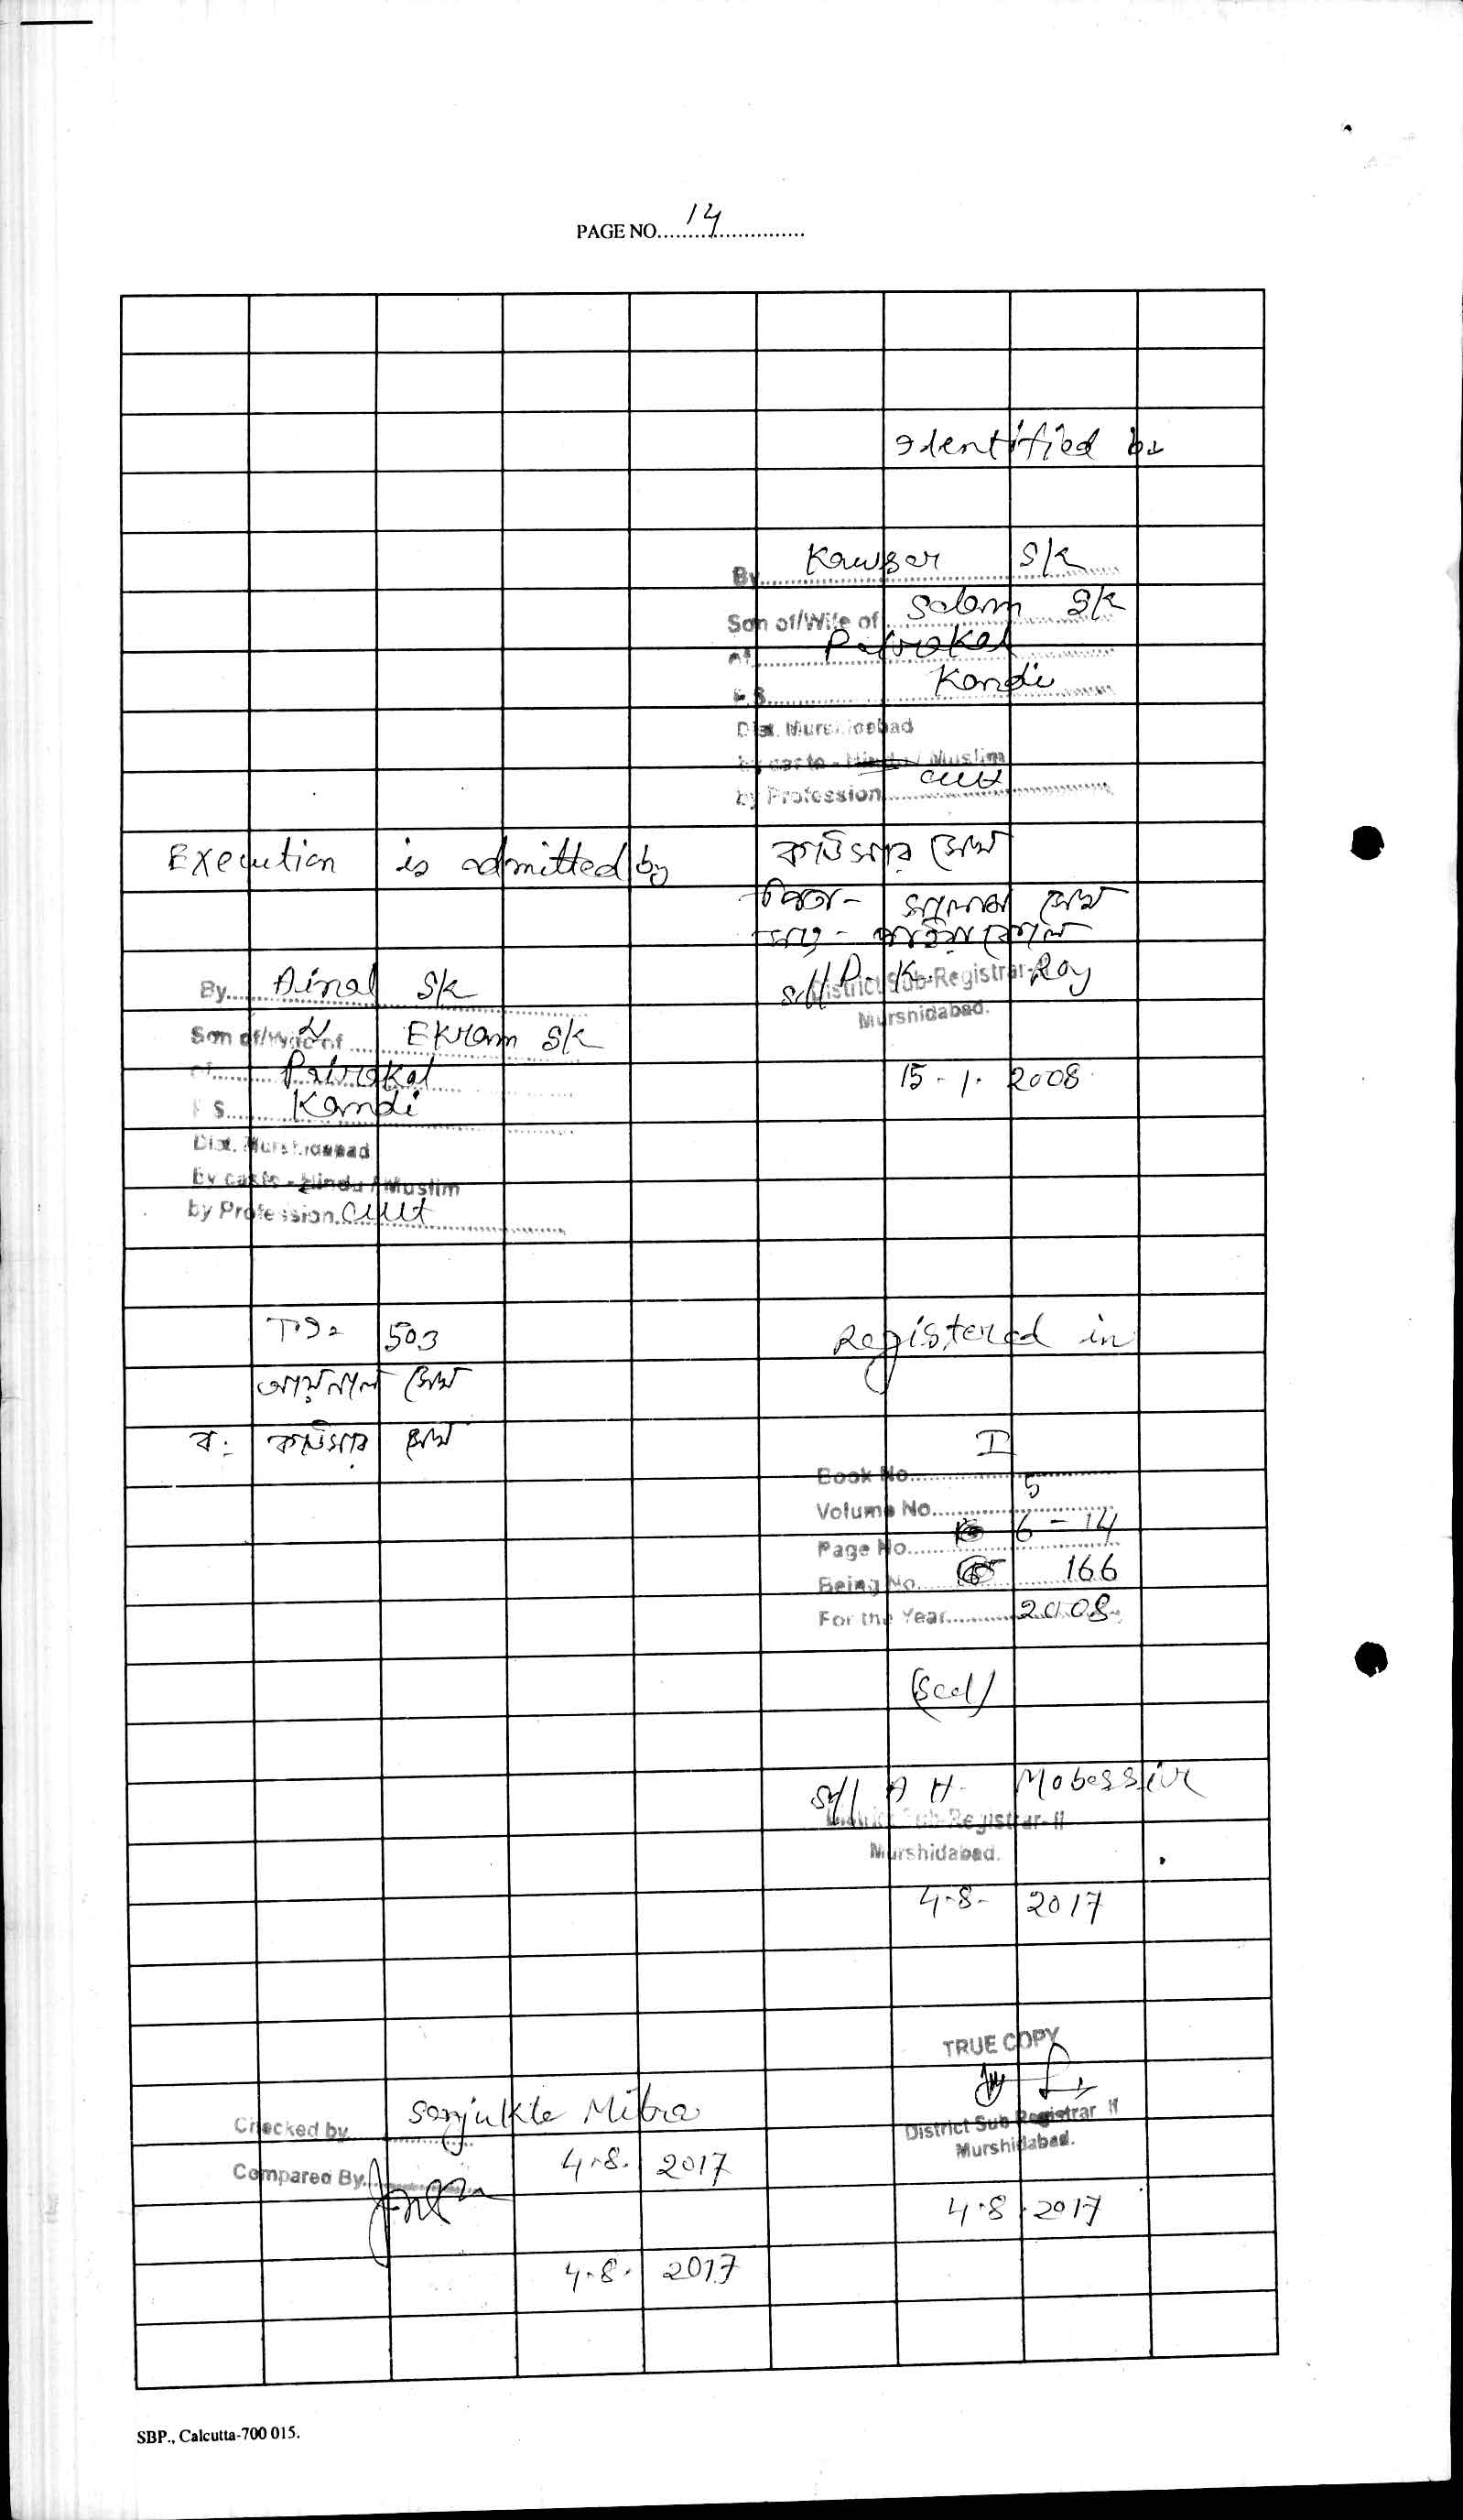 PAGE NO. 14
Identified by
By Kawser Sk
Son of/Wife of Salam Sk
of Patrakal
P.S. Kandi
Dist. Murshidabad
by caste - Hindu / Muslim
by Profession Cult
Execution is admitted by
কাউসার সেখ
পিতা - সালাম সেখ
সাং -
By Ainal Sk
Son of/Wife of Ekram Sk
of Patrakal
P.S. Kandi
Dist. Murshidabad
By caste - Hindu / Muslim
by Profession Cult
Sd/ P. K. Roy
District Sub-Registrar-II
Murshidabad.
15-1. 2008
503
আয়নাল সেখ
ব: কাউসার সেখ
Registered in
Book No. I
Volume No. 5
Page No. 6 - 14
Being No. 166
For the Year 2008
(Seal)
Sd/ A H. Mobassir
District Sub-Registrar-II
Murshidabad.
4-8- 2017
TRUE COPY
District Sub Registrar II
Murshidabad.
4.8.2017
Checked by Sanjukta Mitra
4.8. 2017
Compared By.
4.8. 2017
SBP., Calcutta-700 015.